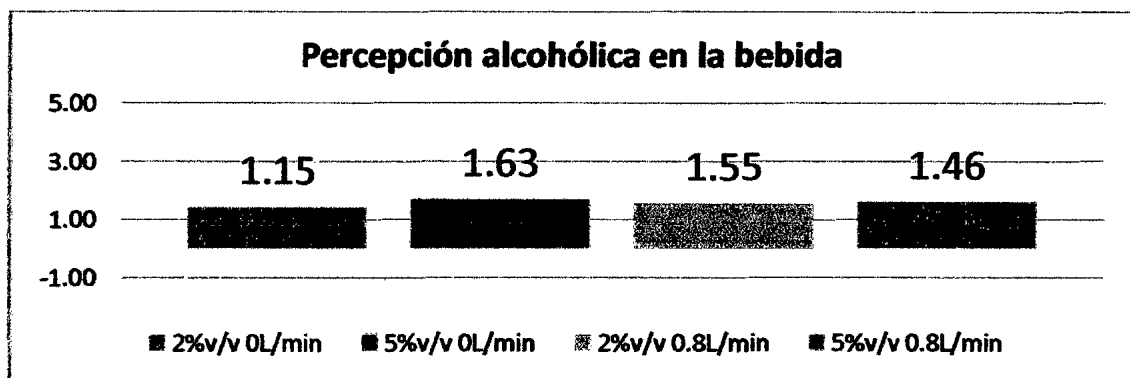 Percepción alcohólica en la bebida
5.00
3.00
1.15 1.63 1.55 1.46
1.00
-1.00
2%v/v 0L/min 5%v/v 0L/min 2%v/v 0.8L/min 5%v/v 0.8L/min